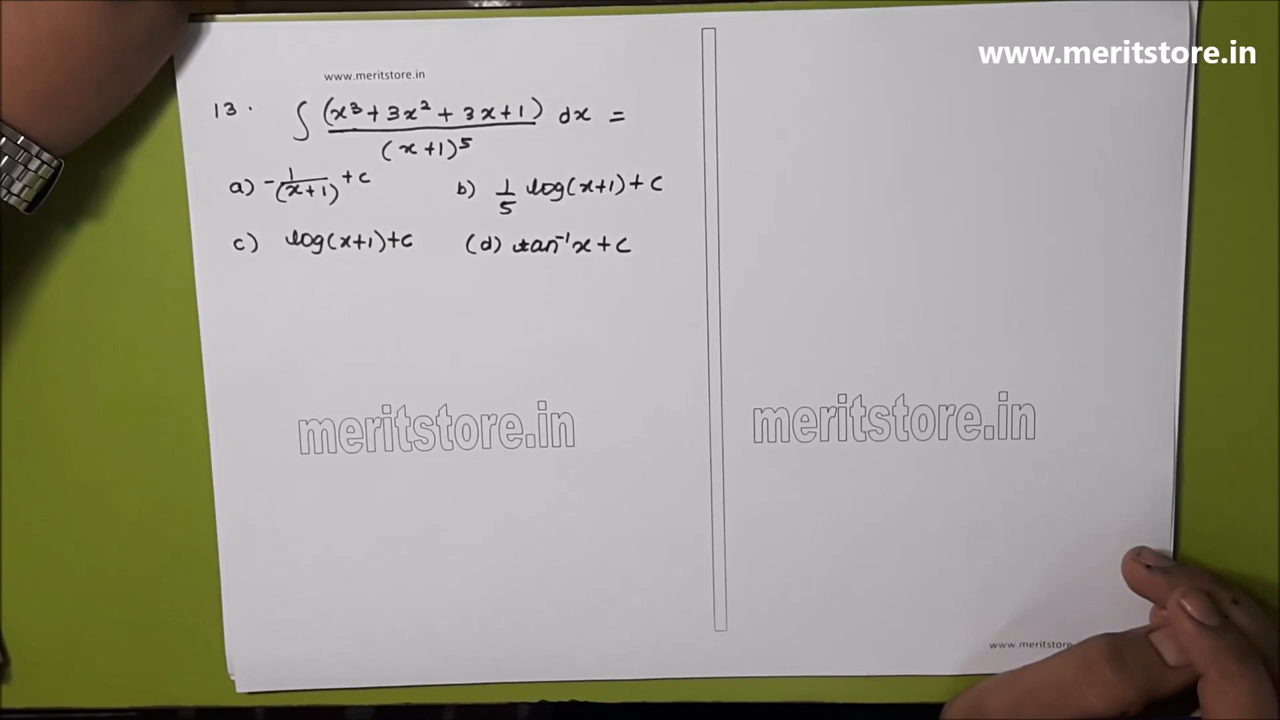 www.meritstore.in
www.meritstore.in
13. ∫ (x³ + 3x² + 3x + 1) / (x + 1)⁵ dx =
a) - 1/(x+1) + c b) 1/5 log(x+1) + c
c) log(x+1) + c (d) tan⁻¹x + c
meritstore.in meritstore.in
www.meritstore